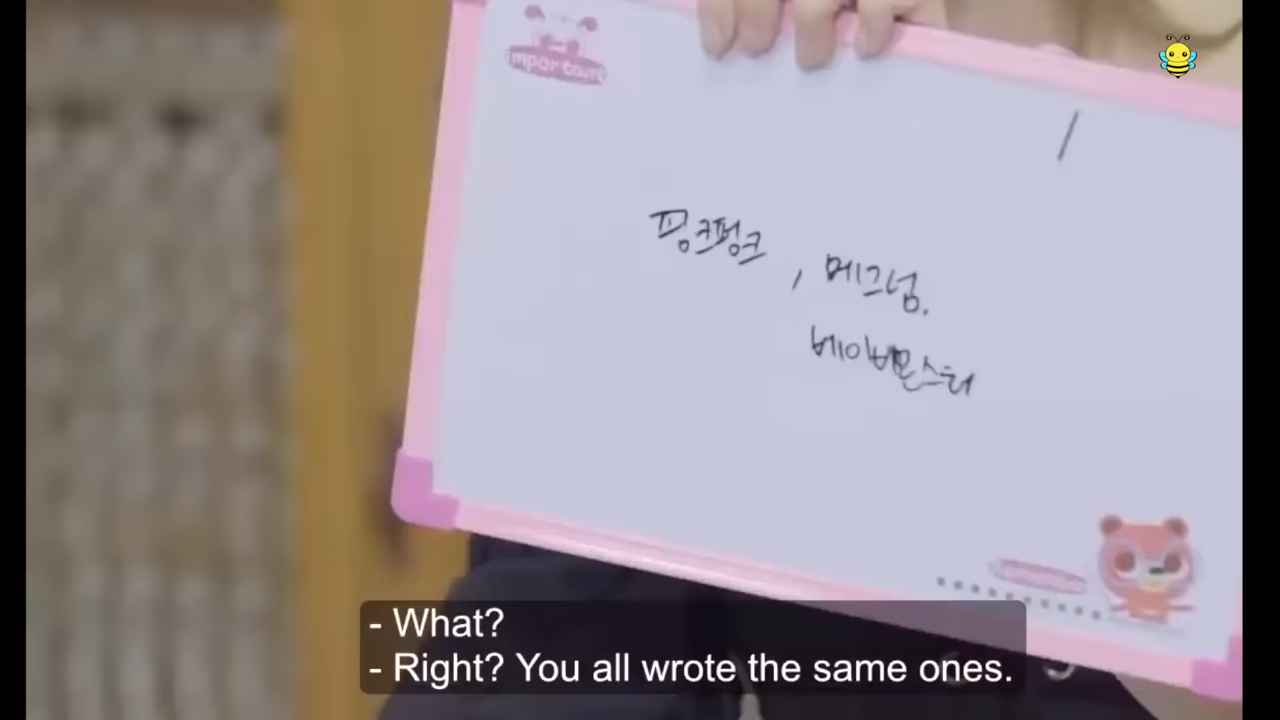 important
핑크펑크, 메그넘.
베이비몬스터
- What?
- Right? You all wrote the same ones.